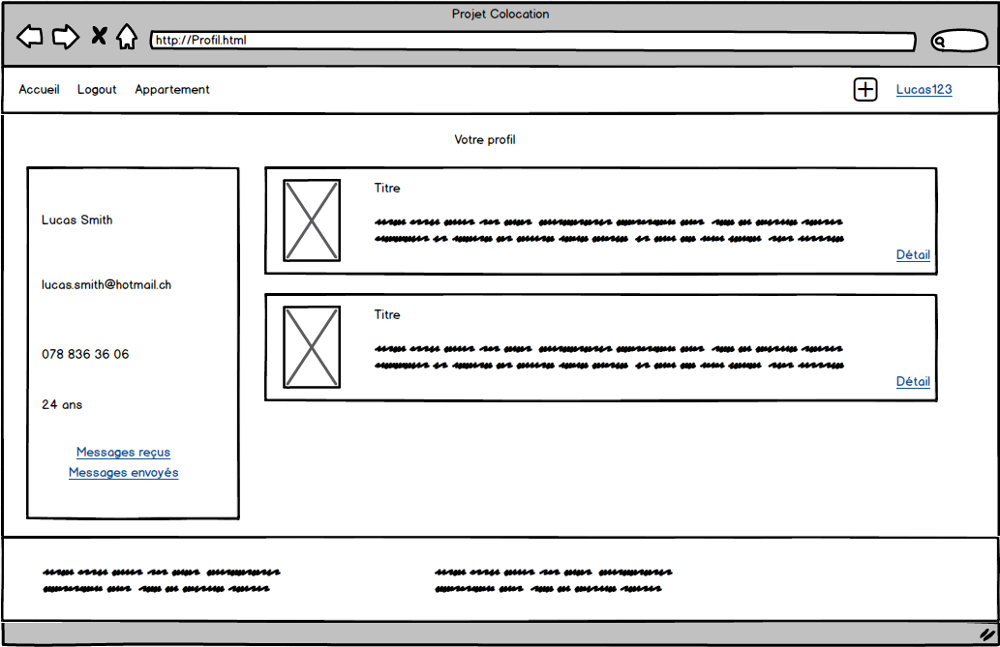 Projet Colocation
http://Profil.html
Accueil Logout Appartement Lucas123
Votre profil
Lucas Smith
lucas.smith@hotmail.ch
078 836 36 06
24 ans
Messages reçus
Messages envoyés
Titre
Détail
Titre
Détail